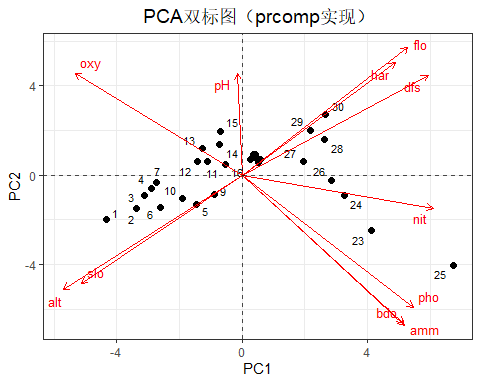 PCA双标图（prcomp实现）
flo
oxy
har
pH
dfs
4
30
15
29
13
28
14
27
12
11
16
7
26
0
4
10
9
nit
3
24
1
2
6
5
23
-4
slo
25
alt
pho
bdo
amm
-4
0
4
PC1
PC2